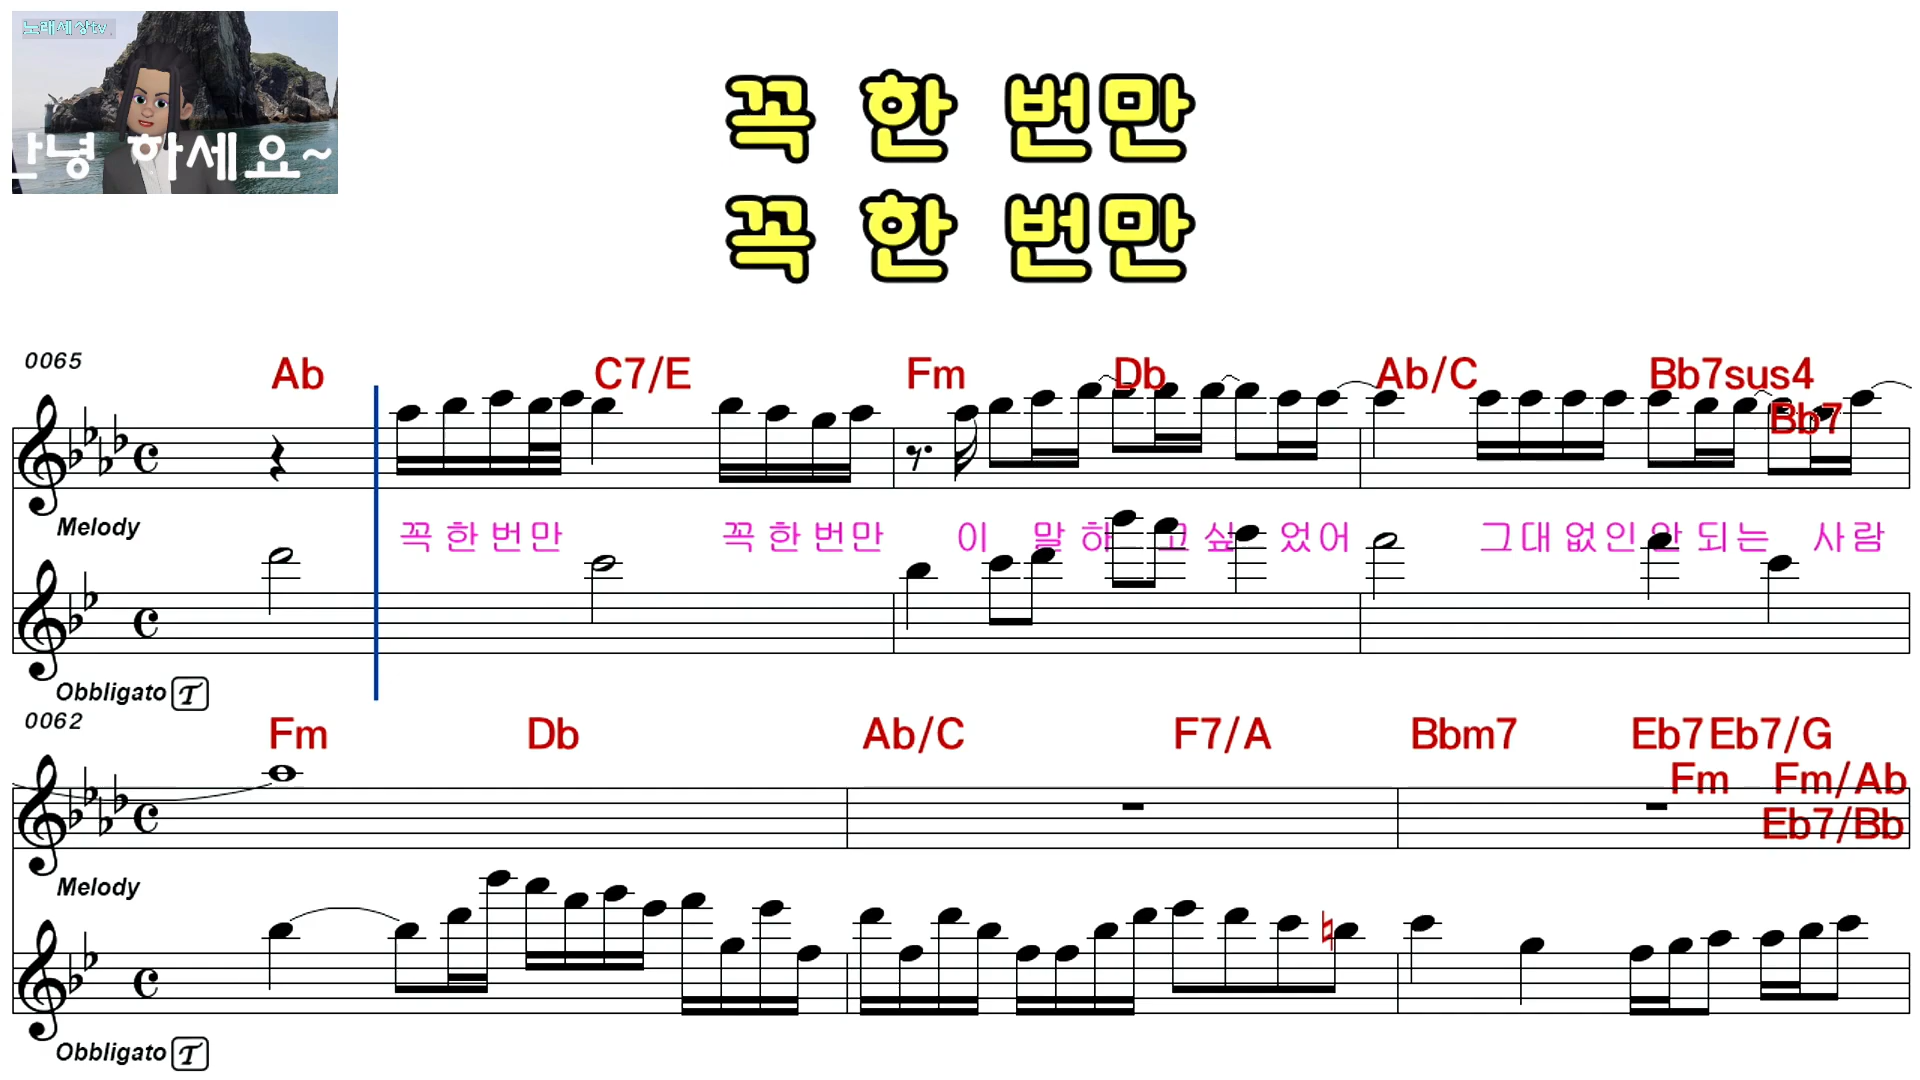 노래세상tv
안녕 하세요~
꼭 한 번만
꼭 한 번만
0065
Ab C7/E Fm Db Ab/C Bb7sus4
Bb7
Melody
꼭 한 번 만 꼭 한 번 만 이 말 하 고 싶 었 어 그 대 없 인 안 되 는 사 람
Obbligato T
0062
Fm Db Ab/C F7/A Bbm7 Eb7 Eb7/G
Fm Fm/Ab
Eb7/Bb
Melody
Obbligato T